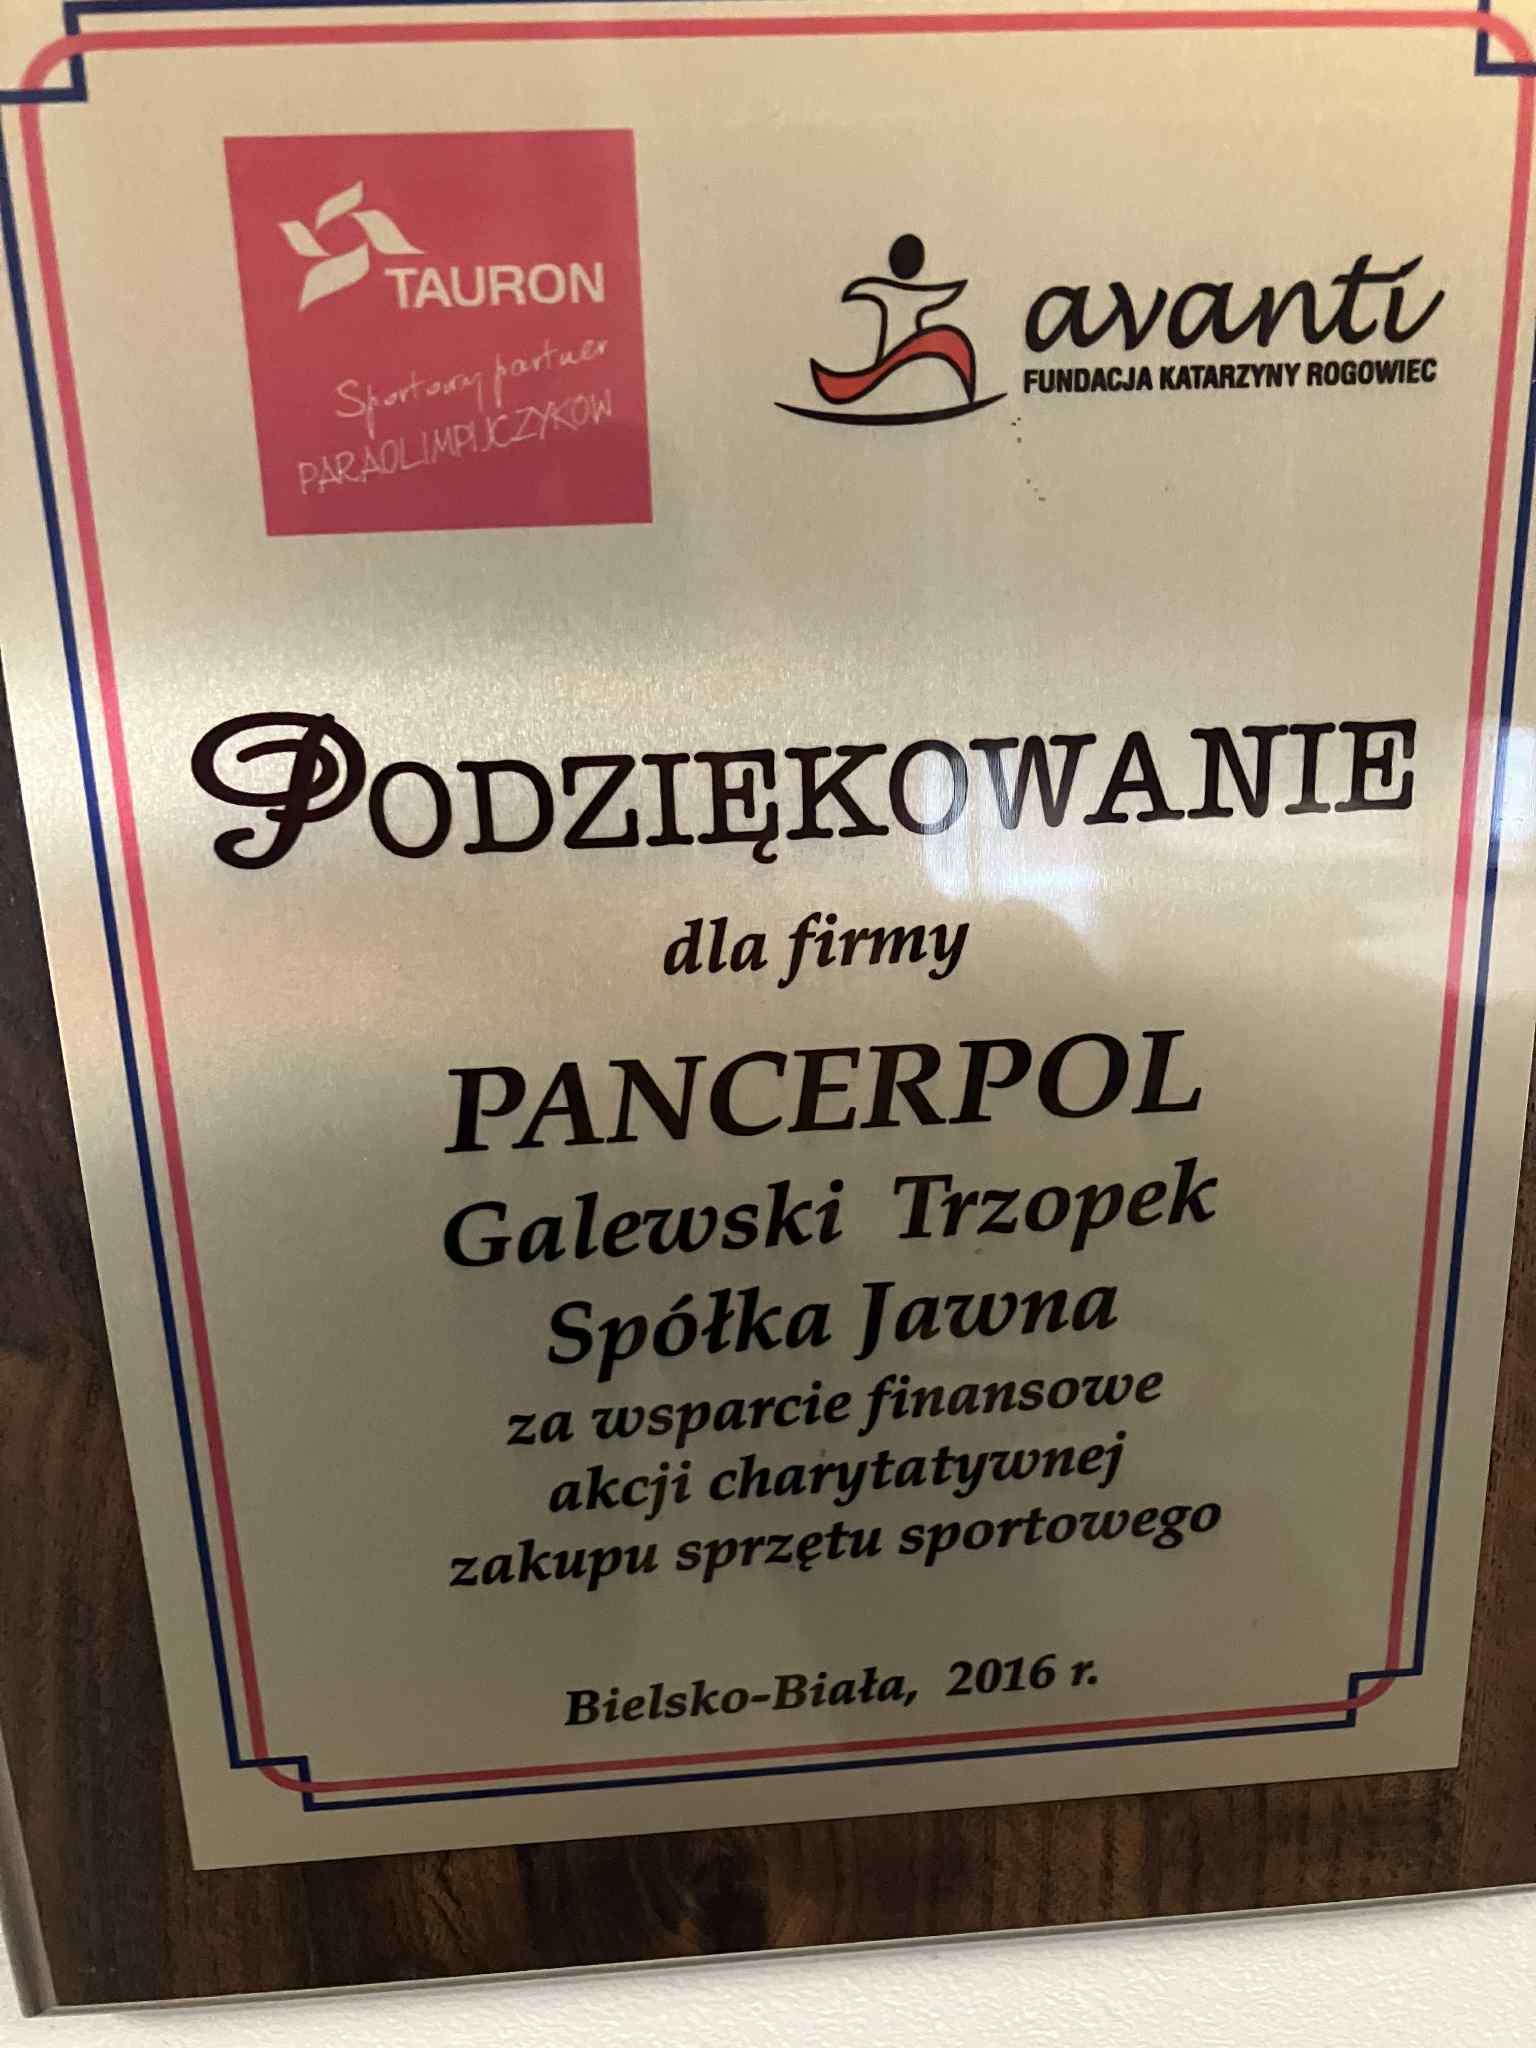 TAURON
Sportowy partner
PARAOLIMPIJCZYKÓW
avanti
FUNDACJA KATARZYNY ROGOWIEC
PODZIĘKOWANIE
dla firmy
PANCERPOL
Galewski Trzopek
Spółka Jawna
za wsparcie finansowe
akcji charytatywnej
zakupu sprzętu sportowego
Bielsko-Biała, 2016 r.